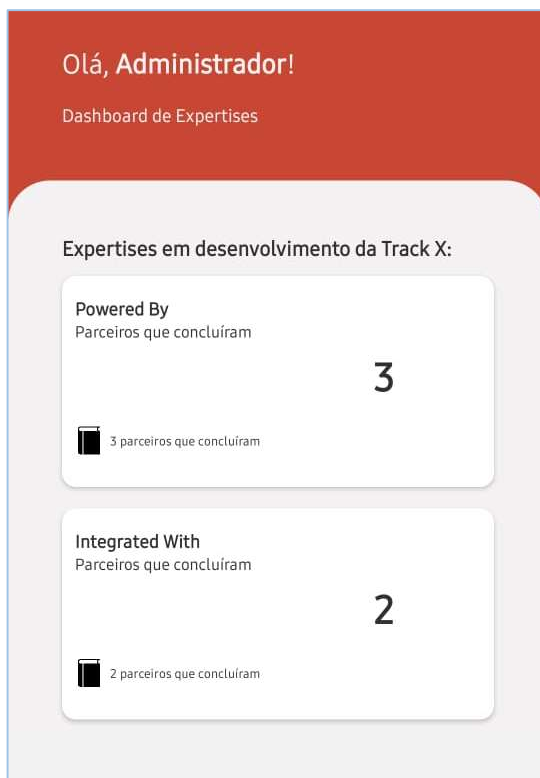 Olá, Administrador!
Dashboard de Expertises
Expertises em desenvolvimento da Track X:
Powered By
Parceiros que concluíram
3
3 parceiros que concluíram
Integrated With
Parceiros que concluíram
2
2 parceiros que concluíram